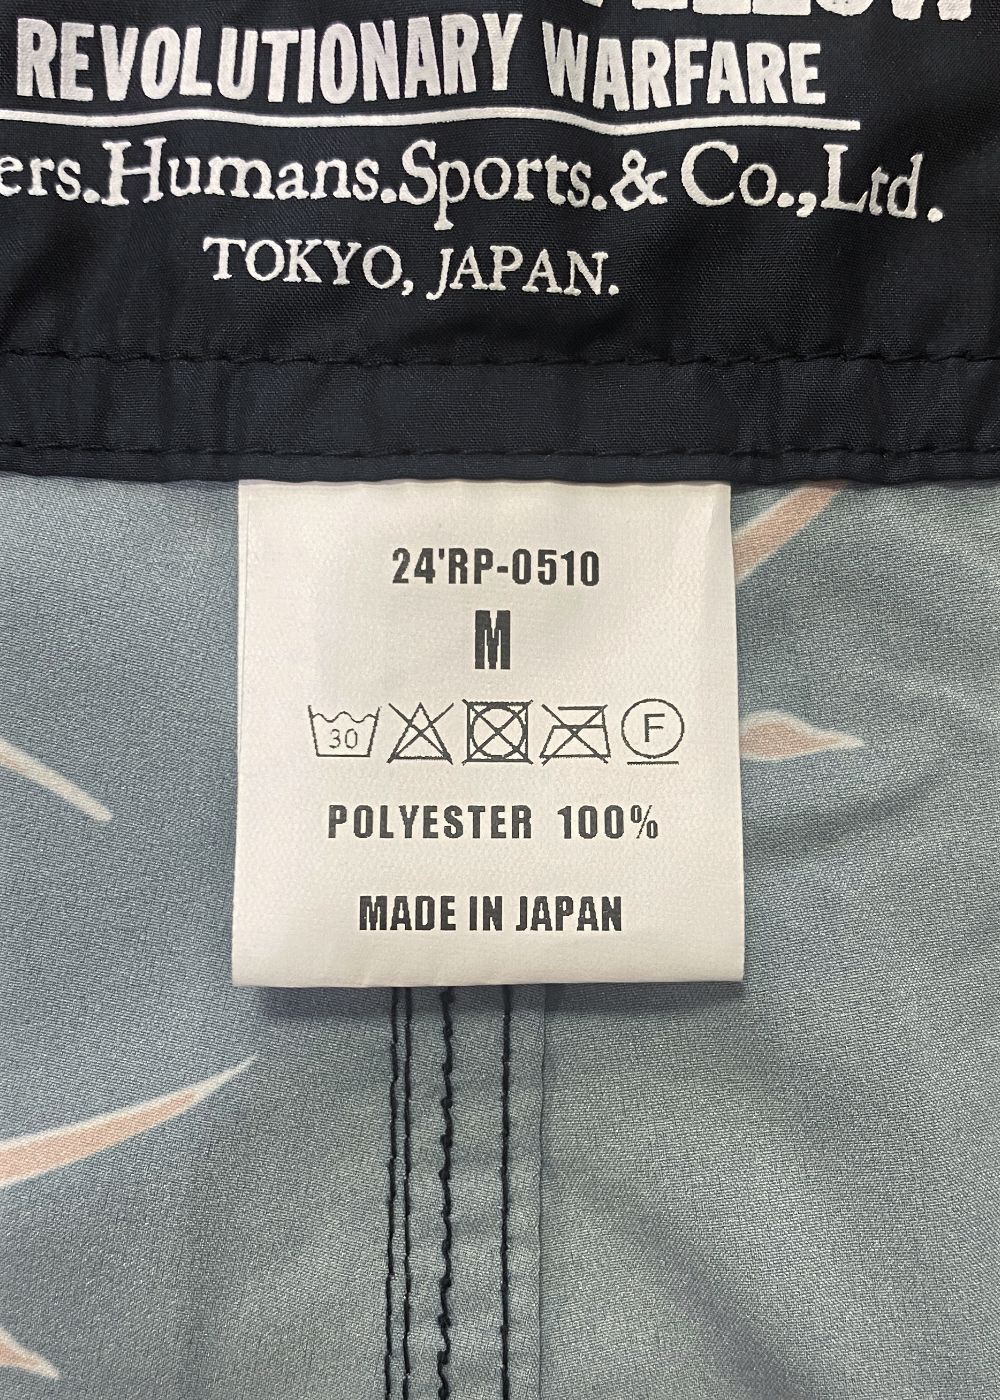 REVOLUTIONARY WARFARE
ers.Humans.Sports.& Co.,Ltd.
TOKYO, JAPAN.
24'RP-0510
M
30 F
POLYESTER 100%
MADE IN JAPAN